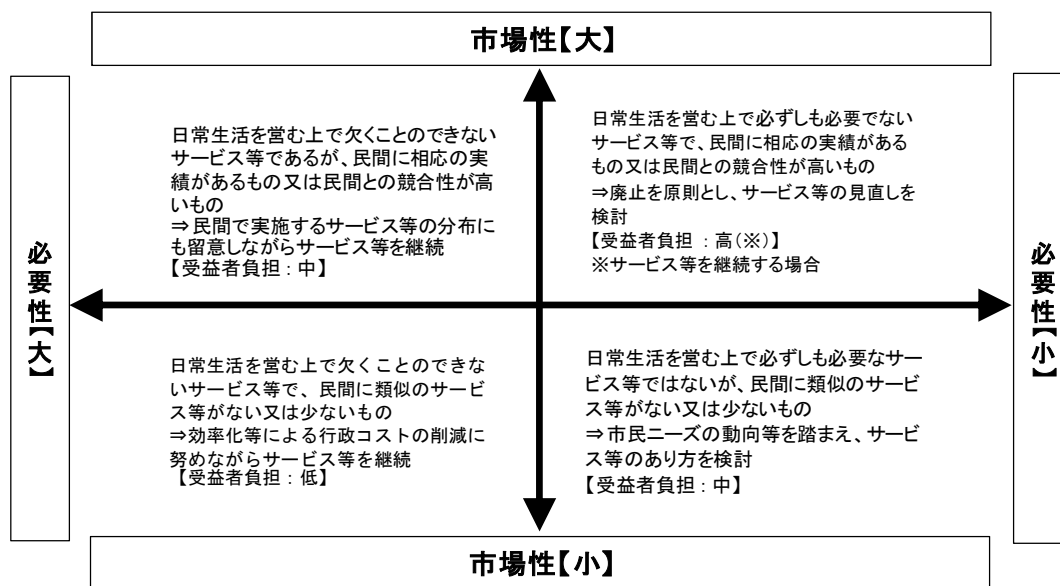 市場性【大】
必要性【大】
日常生活を営む上で欠くことのできない
サービス等であるが、民間に相応の実
績があるもの又は民間との競合性が高
いもの
⇒民間で実施するサービス等の分布に
も留意しながらサービス等を継続
【受益者負担：中】
日常生活を営む上で必ずしも必要でない
サービス等で、民間に相応の実績がある
もの又は民間との競合性が高いもの
⇒廃止を原則とし、サービス等の見直しを
検討
【受益者負担：高（※）】
※サービス等を継続する場合
必要性【小】
日常生活を営む上で欠くことのできな
いサービス等で、民間に類似のサービ
ス等がない又は少ないもの
⇒効率化等による行政コストの削減に
努めながらサービス等を継続
【受益者負担：低】
日常生活を営む上で必ずしも必要なサー
ビス等ではないが、民間に類似のサービ
ス等がない又は少ないもの
⇒市民ニーズの動向等を踏まえ、サービ
ス等のあり方を検討
【受益者負担：中】
市場性【小】